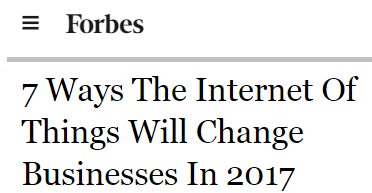 Forbes
7 Ways The Internet Of
Things Will Change
Businesses In 2017